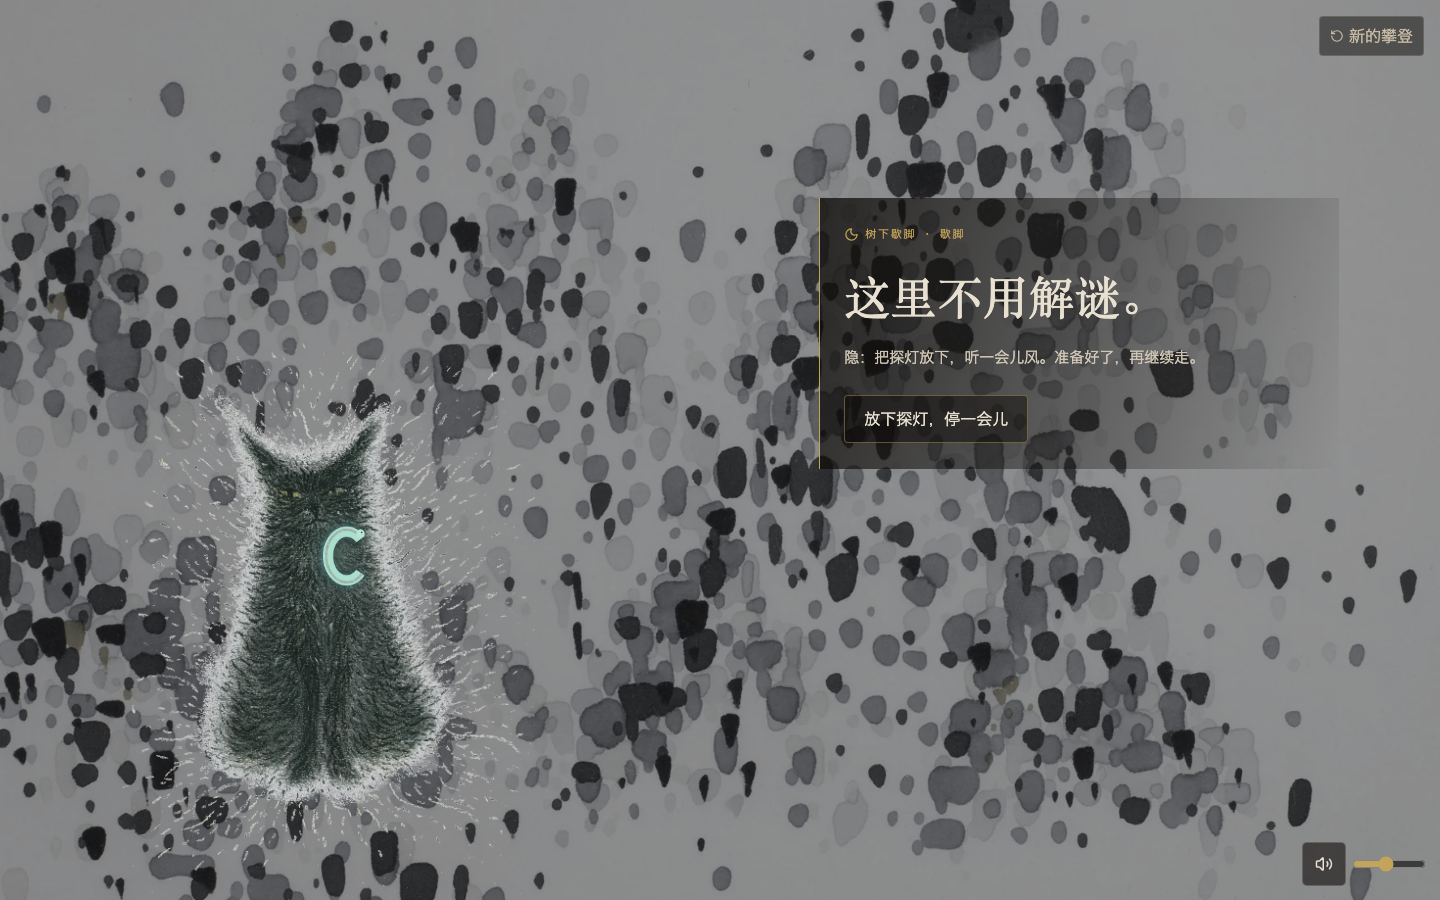 新的攀登
树下歇脚 · 歇脚
这里不用解谜。
隐：把探灯放下，听一会儿风。准备好了，再继续走。
放下探灯，停一会儿
C